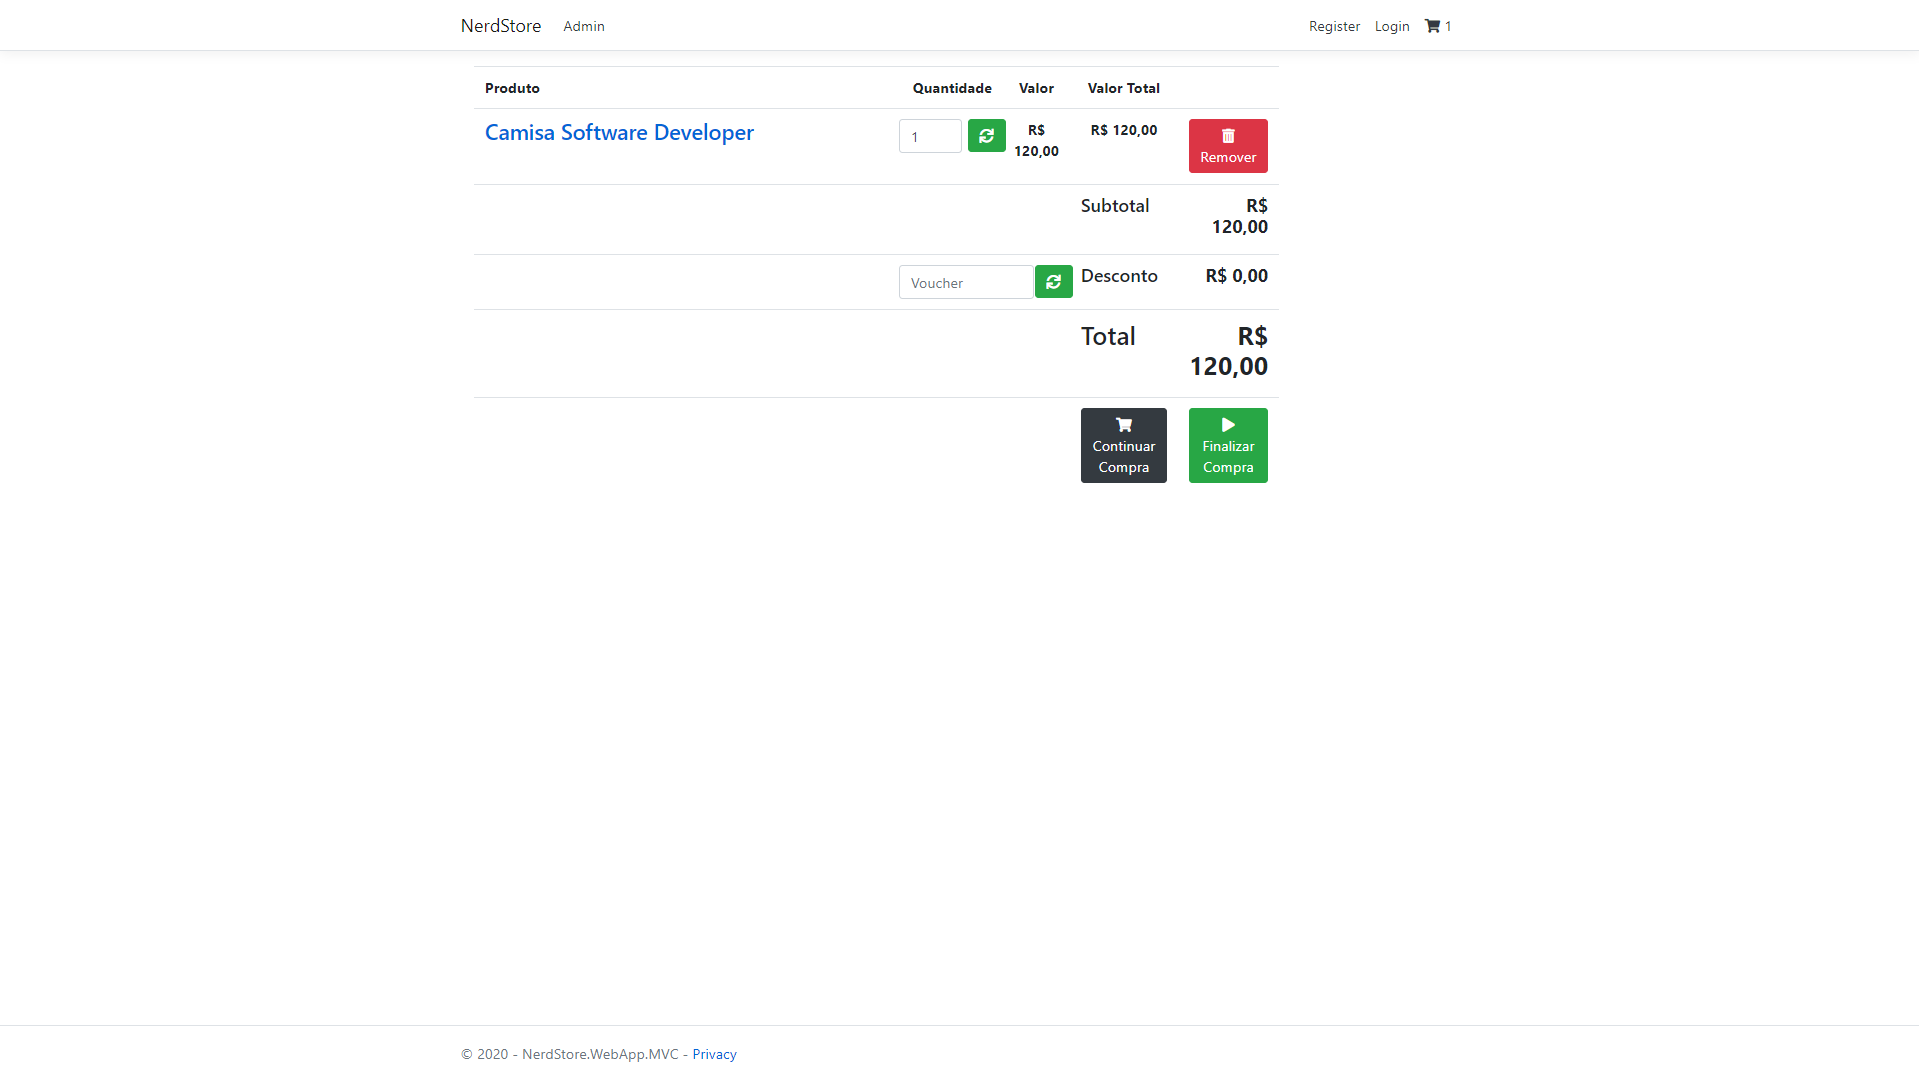 NerdStore Admin Register Login 1
Produto Quantidade Valor Valor Total
Camisa Software Developer 1 R$ 120,00 R$ 120,00 Remover
Subtotal R$ 120,00
Voucher Desconto R$ 0,00
Total R$ 120,00
Continuar Compra Finalizar Compra
© 2020 - NerdStore.WebApp.MVC - Privacy